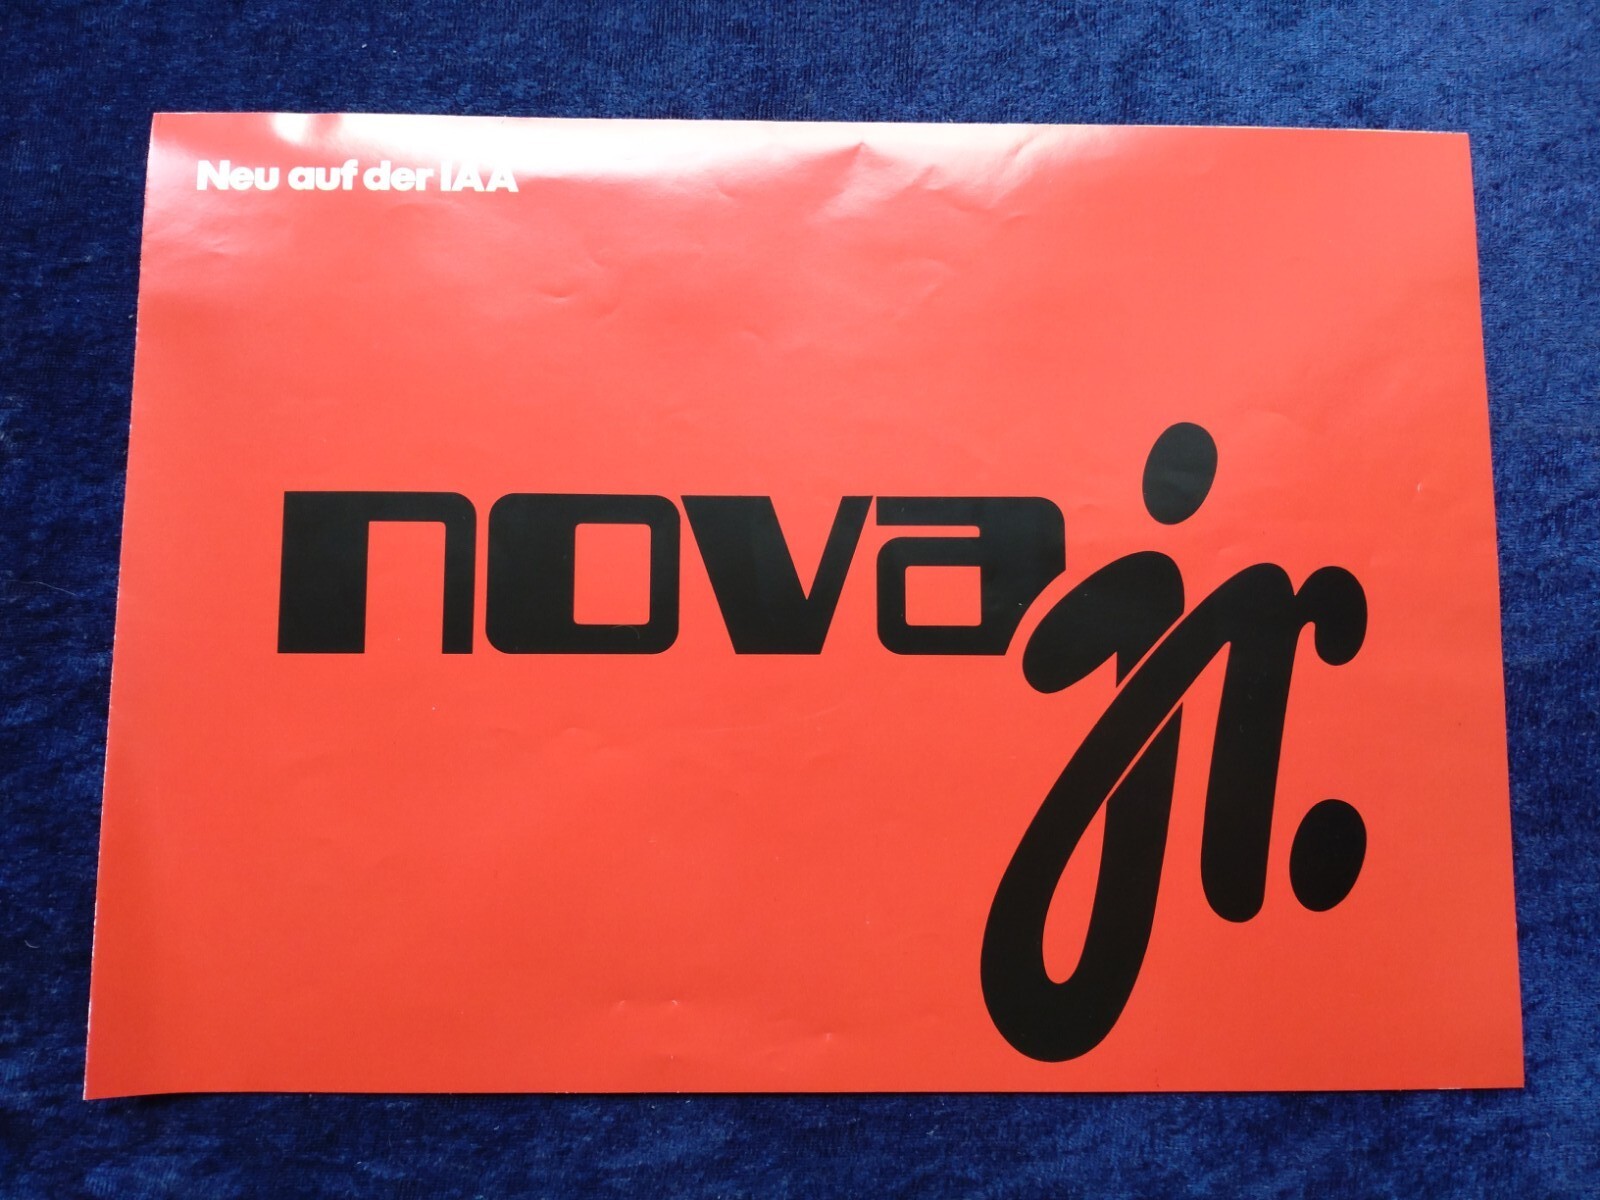 Neu auf der IAA
nova jr.